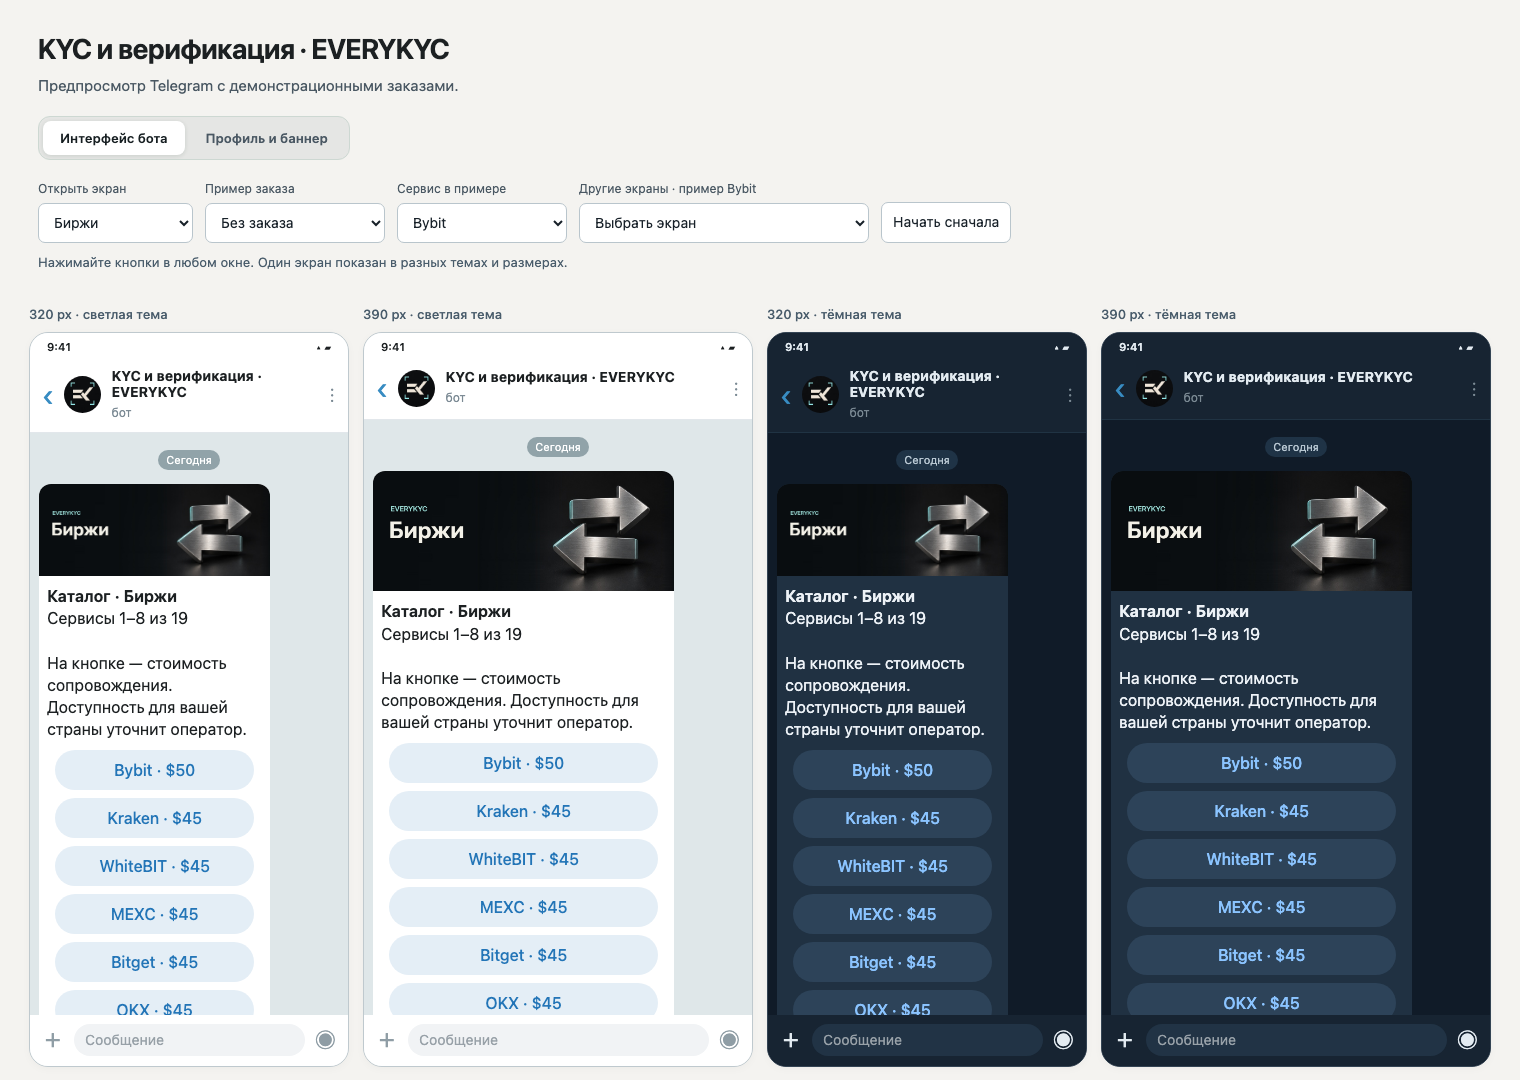 KYC и верификация · EVERYKYC
Предпросмотр Telegram с демонстрационными заказами.
Интерфейс бота
Профиль и баннер
Открыть экран
Пример заказа
Сервис в примере
Другие экраны · пример Bybit
Биржи
Без заказа
Bybit
Выбрать экран
Начать сначала
Нажимайте кнопки в любом окне. Один экран показан в разных темах и размерах.
320 px · светлая тема
9:41
KYC и верификация ·
EVERYKYC
бот
Сегодня
EVERYKYC
Биржи
Каталог · Биржи
Сервисы 1–8 из 19
На кнопке — стоимость
сопровождения.
Доступность для вашей
страны уточнит оператор.
Bybit · $50
Kraken · $45
WhiteBIT · $45
MEXC · $45
Bitget · $45
OKX · $45
Сообщение
390 px · светлая тема
9:41
KYC и верификация · EVERYKYC
бот
Сегодня
EVERYKYC
Биржи
Каталог · Биржи
Сервисы 1–8 из 19
На кнопке — стоимость
сопровождения. Доступность для
вашей страны уточнит оператор.
Bybit · $50
Kraken · $45
WhiteBIT · $45
MEXC · $45
Bitget · $45
OKX · $45
Сообщение
320 px · тёмная тема
9:41
KYC и верификация ·
EVERYKYC
бот
Сегодня
EVERYKYC
Биржи
Каталог · Биржи
Сервисы 1–8 из 19
На кнопке — стоимость
сопровождения.
Доступность для вашей
страны уточнит оператор.
Bybit · $50
Kraken · $45
WhiteBIT · $45
MEXC · $45
Bitget · $45
OKX · $45
Сообщение
390 px · тёмная тема
9:41
KYC и верификация · EVERYKYC
бот
Сегодня
EVERYKYC
Биржи
Каталог · Биржи
Сервисы 1–8 из 19
На кнопке — стоимость
сопровождения. Доступность для
вашей страны уточнит оператор.
Bybit · $50
Kraken · $45
WhiteBIT · $45
MEXC · $45
Bitget · $45
OKX · $45
Сообщение